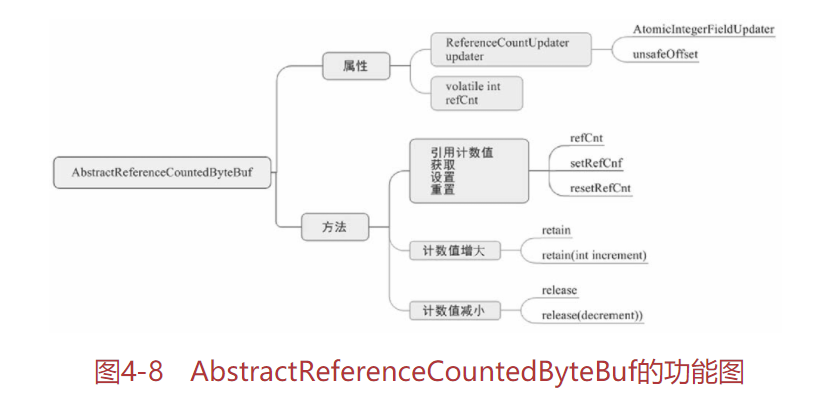 AbstractReferenceCountedByteBuf
属性
ReferenceCountUpdater
updater
AtomicIntegerFieldUpdater
unsafeOffset
volatile int
refCnt
方法
引用计数值
获取
设置
重置
refCnt
setRefCnf
resetRefCnt
计数值增大
retain
retain(int increment)
计数值减小
release
release(decrement))
图4-8 AbstractReferenceCountedByteBuf的功能图